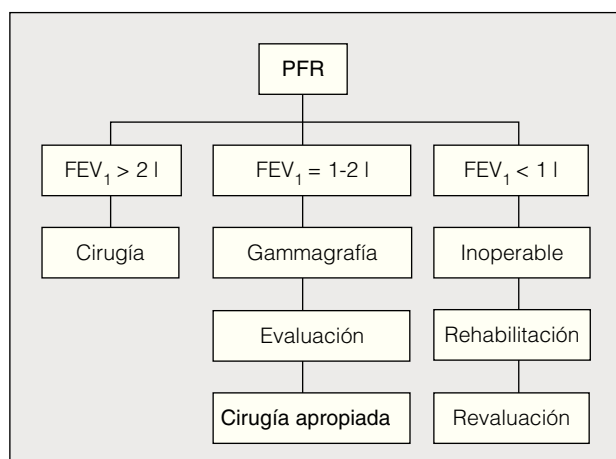 PFR
FEV₁ > 2 l
FEV₁ = 1-2 l
FEV₁ < 1 l
Cirugía
Gammagrafía
Inoperable
Evaluación
Rehabilitación
Cirugía apropiada
Revaluación